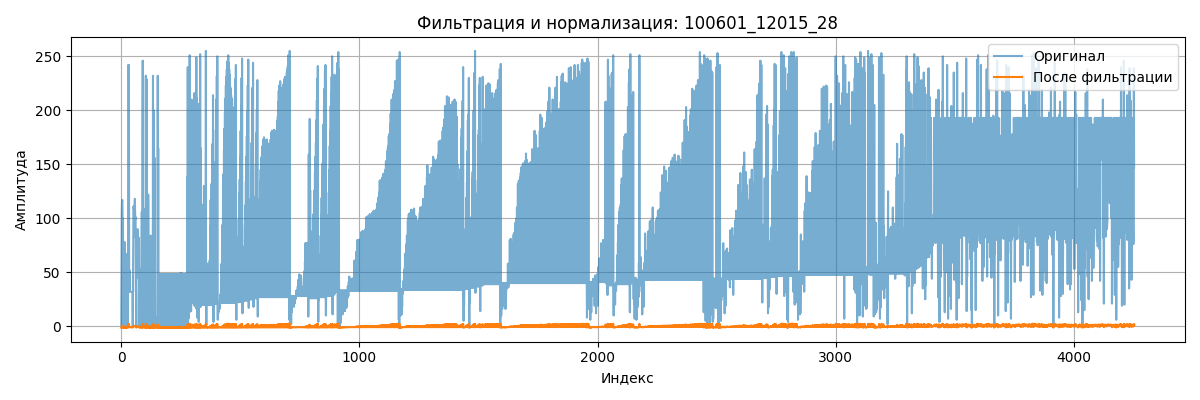 Фильтрация и нормализация: 100601_12015_28
Амплитуда
250
200
150
100
50
0
Оригинал
После фильтрации
0 1000 2000 3000 4000
Индекс